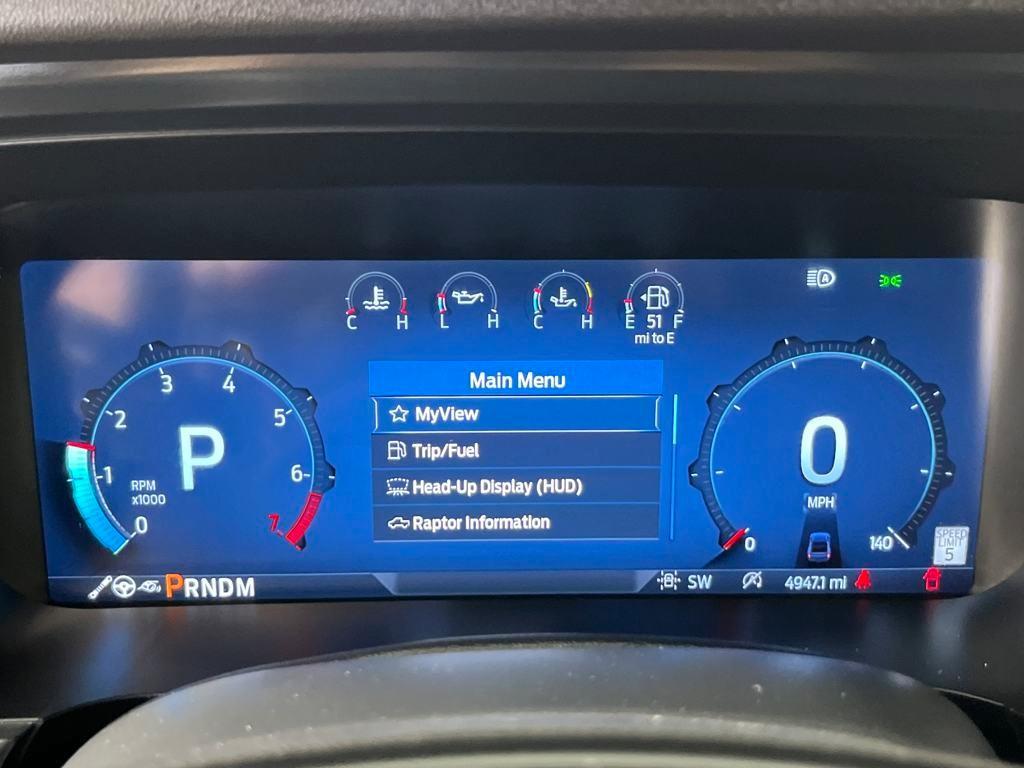 C H
L H
C H
E 51 F
mi to E
A
Main Menu
MyView
Trip/Fuel
Head-Up Display (HUD)
Raptor Information
0
1
2
3
4
5
6
7
RPM
x1000
P
0
MPH
0
140
SPEED
LIMIT
5
PRNDM
SW
4947.1 mi